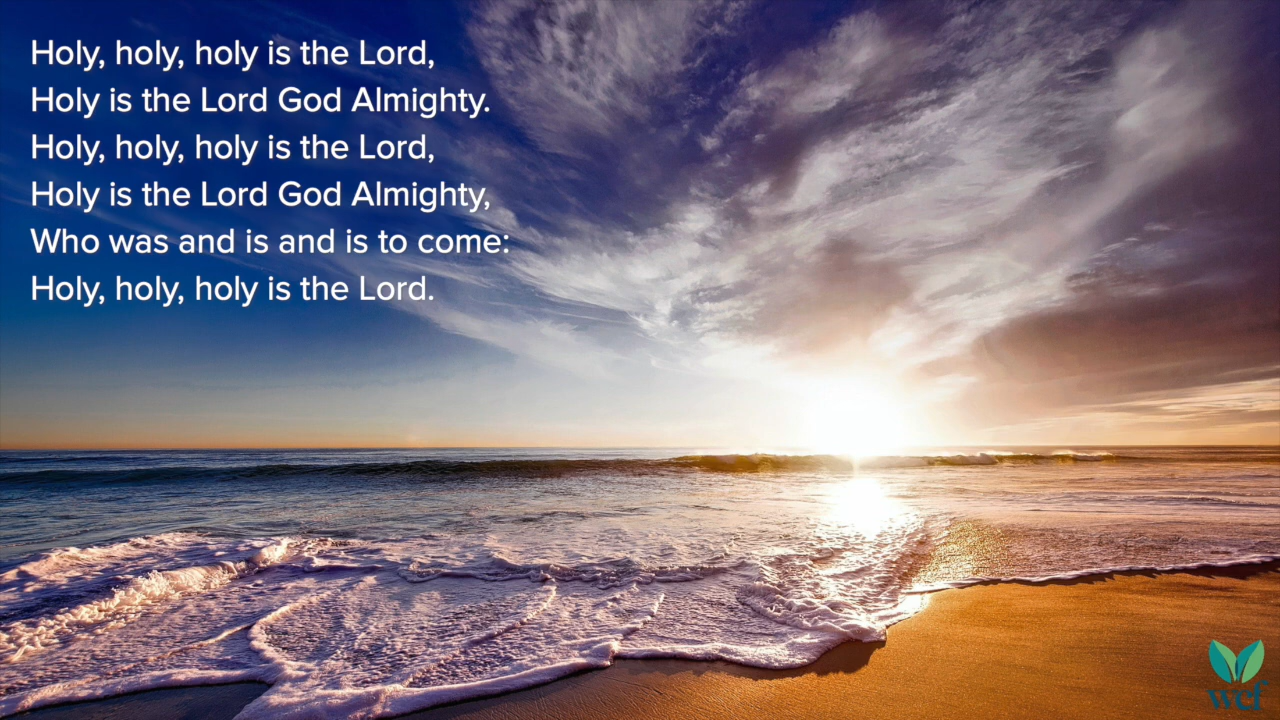 Holy, holy, holy is the Lord,
Holy is the Lord God Almighty.
Holy, holy, holy is the Lord,
Holy is the Lord God Almighty,
Who was and is and is to come:
Holy, holy, holy is the Lord.
wcf